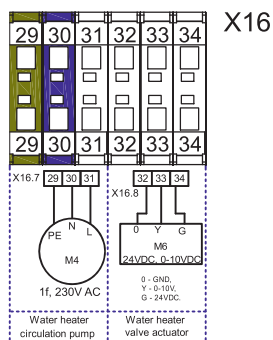 X16
29 30 31 32 33 34
29 30 31 32 33 34
X16.7 29 30 31
32 33 34
X16.8
PE N L
0 Y G
M4
M6
24VDC, 0-10VDC
1f, 230V AC
0 - GND,
Y - 0-10V,
G - 24VDC.
Water heater
circulation pump
Water heater
valve actuator